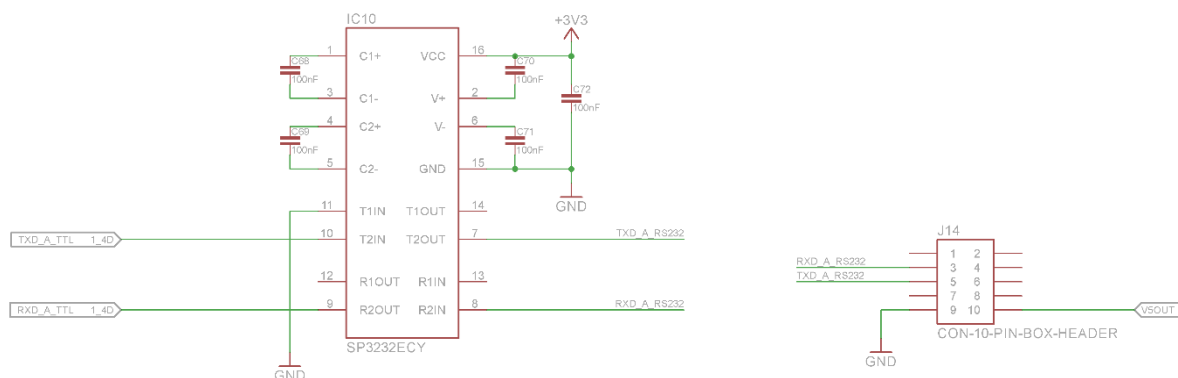 IC10
+3V3
1 C1+ VCC 16
C68
100nF
C70
100nF
3 C1- V+ 2
C72
100nF
4 C2+ V- 6
C69
100nF
C71
100nF
5 C2- GND 15
GND
11 T1IN T1OUT 14
TXD_A_TTL 1_4D
10 T2IN T2OUT 7
TXD_A_RS232
12 R1OUT R1IN 13
RXD_A_TTL 1_4D
9 R2OUT R2IN 8
RXD_A_RS232
SP3232ECY
GND
J14
1 2
RXD_A_RS232
3 4
TXD_A_RS232
5 6
7 8
9 10
VSOUT
CON-10-PIN-BOX-HEADER
GND